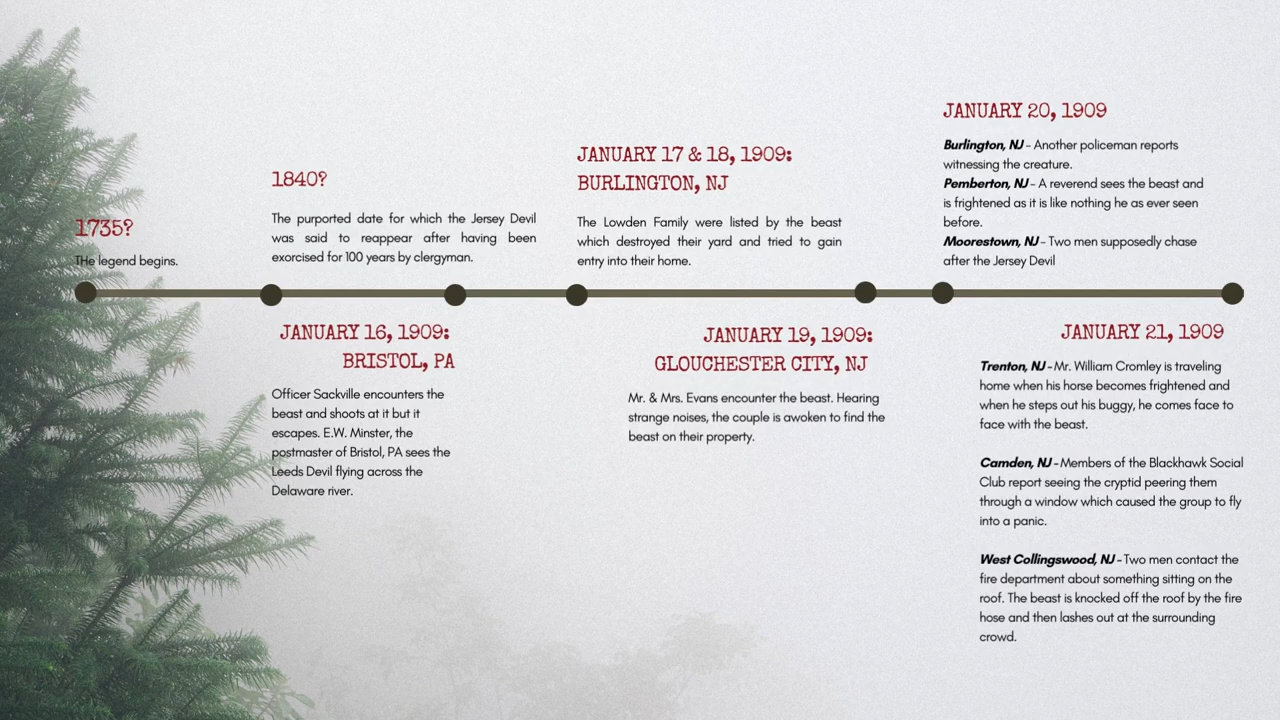 1735?
THe legend begins.
1840?
The purported date for which the Jersey Devil
was said to reappear after having been
exorcised for 100 years by clergyman.
JANUARY 16, 1909:
BRISTOL, PA
Officer Sackville encounters the
beast and shoots at it but it
escapes. E.W. Minster, the
postmaster of Bristol, PA sees the
Leeds Devil flying across the
Delaware river.
JANUARY 17 & 18, 1909:
BURLINGTON, NJ
The Lowden Family were listed by the beast
which destroyed their yard and tried to gain
entry into their home.
JANUARY 19, 1909:
GLOUCHESTER CITY, NJ
Mr. & Mrs. Evans encounter the beast. Hearing
strange noises, the couple is awoken to find the
beast on their property.
JANUARY 20, 1909
Burlington, NJ - Another policeman reports
witnessing the creature.
Pemberton, NJ - A reverend sees the beast and
is frightened as it is like nothing he as ever seen
before.
Moorestown, NJ - Two men supposedly chase
after the Jersey Devil
JANUARY 21, 1909
Trenton, NJ - Mr. William Cromley is traveling
home when his horse becomes frightened and
when he steps out his buggy, he comes face to
face with the beast.
Camden, NJ - Members of the Blackhawk Social
Club report seeing the cryptid peering them
through a window which caused the group to fly
into a panic.
West Collingswood, NJ - Two men contact the
fire department about something sitting on the
roof. The beast is knocked off the roof by the fire
hose and then lashes out at the surrounding
crowd.